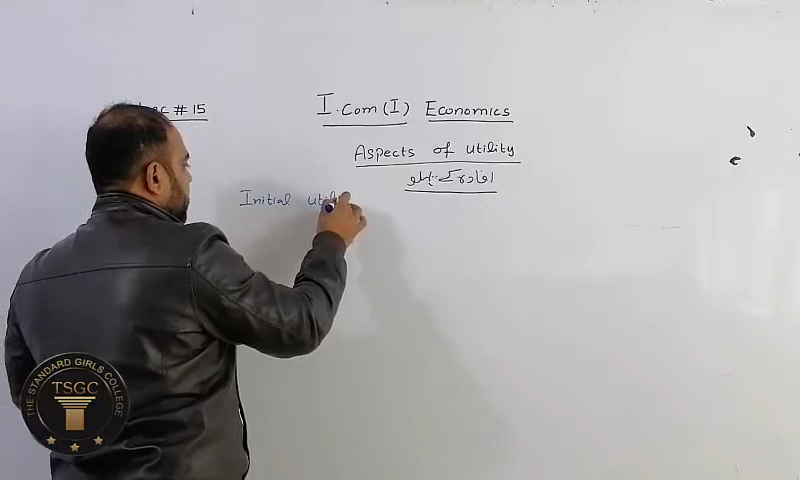 Lec # 15
I.com (I) Economics
Aspects of utility
افادہ کے پہلو
Initial
THE STANDARD GIRLS COLLEGE
TSGC